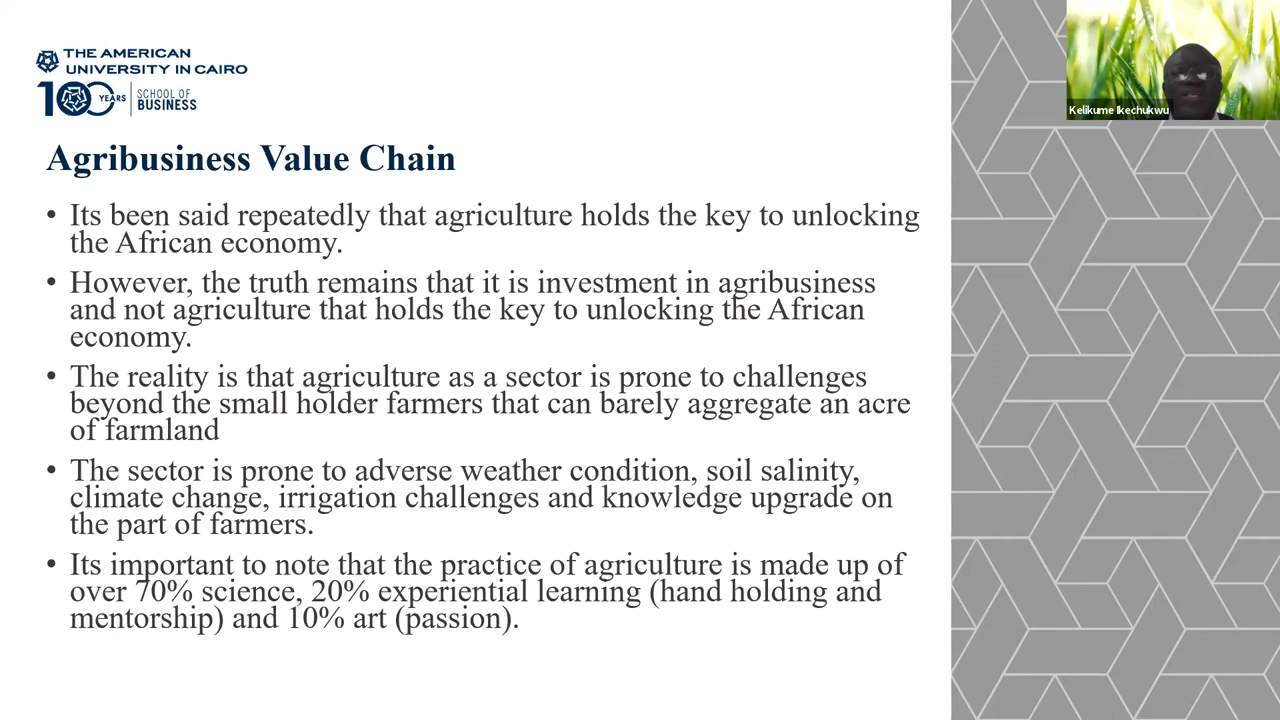 THE AMERICAN
UNIVERSITY IN CAIRO
100 YEARS
SCHOOL OF
BUSINESS
Kelikume Ikechukwu
Agribusiness Value Chain
• Its been said repeatedly that agriculture holds the key to unlocking
the African economy.
• However, the truth remains that it is investment in agribusiness
and not agriculture that holds the key to unlocking the African
economy.
• The reality is that agriculture as a sector is prone to challenges
beyond the small holder farmers that can barely aggregate an acre
of farmland
• The sector is prone to adverse weather condition, soil salinity,
climate change, irrigation challenges and knowledge upgrade on
the part of farmers.
• Its important to note that the practice of agriculture is made up of
over 70% science, 20% experiential learning (hand holding and
mentorship) and 10% art (passion).